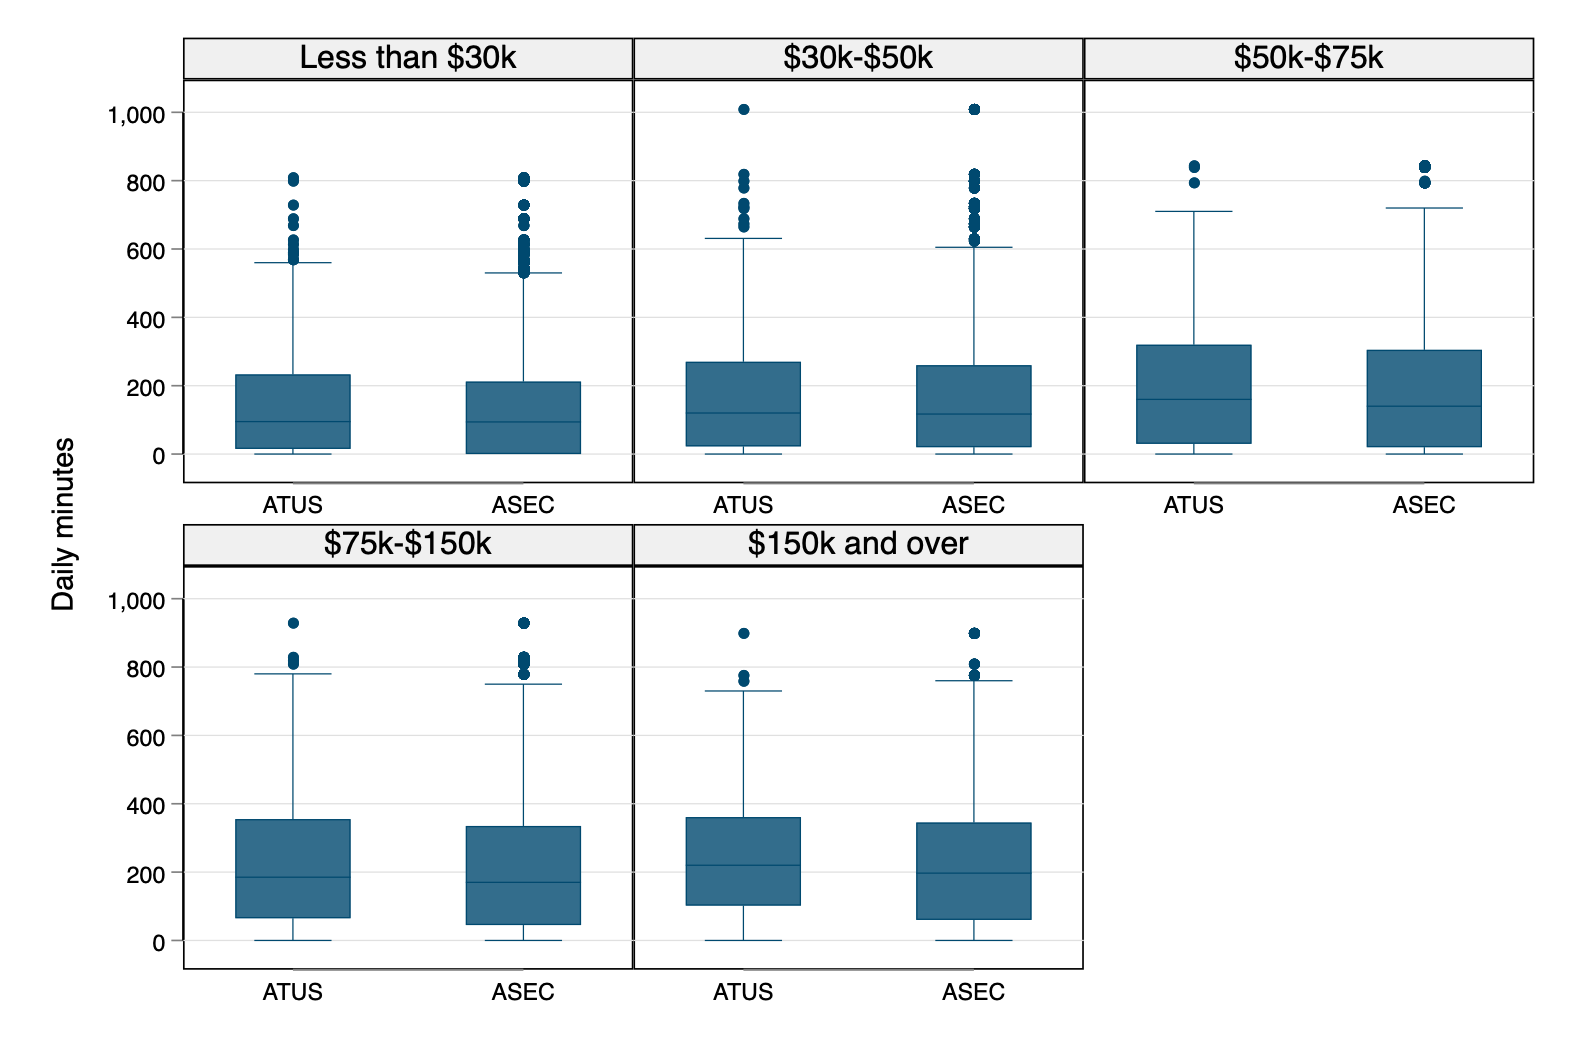 Less than $30k $30k-$50k $50k-$75k
1,000
800
600
400
200
0
ATUS ASEC ATUS ASEC ATUS ASEC
Daily minutes
$75k-$150k $150k and over
1,000
800
600
400
200
0
ATUS ASEC ATUS ASEC